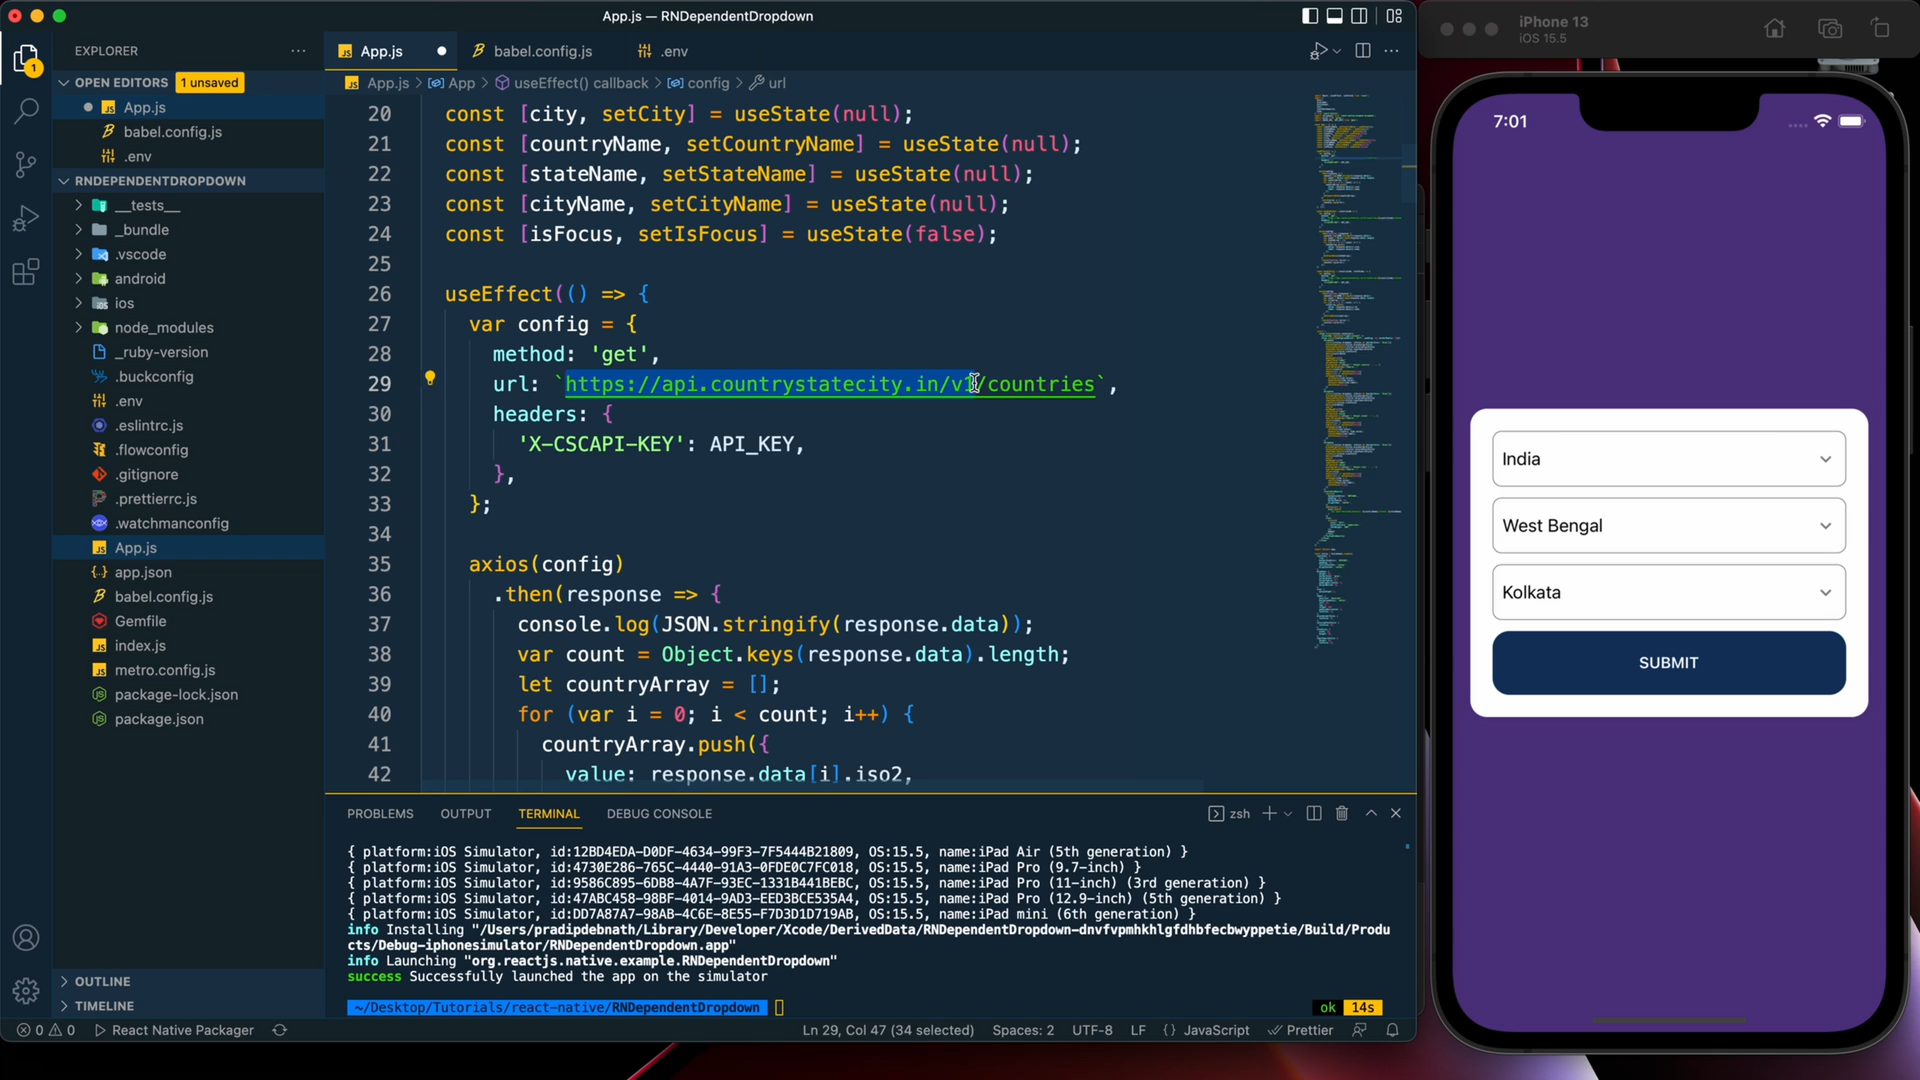 App.js — RNDependentDropdown
EXPLORER
1
OPEN EDITORS 1 unsaved
App.js
babel.config.js
.env
RNDEPENDENTDROPDOWN
__tests__
_bundle
.vscode
android
ios
node_modules
_ruby-version
.buckconfig
.env
.eslintrc.js
.flowconfig
.gitignore
.prettierrc.js
.watchmanconfig
App.js
app.json
babel.config.js
Gemfile
index.js
metro.config.js
package-lock.json
package.json
OUTLINE
TIMELINE
App.js babel.config.js .env
App.js > App > useEffect() callback > config > url
20 const [city, setCity] = useState(null);
21 const [countryName, setCountryName] = useState(null);
22 const [stateName, setStateName] = useState(null);
23 const [cityName, setCityName] = useState(null);
24 const [isFocus, setIsFocus] = useState(false);
25
26 useEffect(() => {
27 var config = {
28 method: 'get',
29 url: `https://api.countrystatecity.in/v1/countries`,
30 headers: {
31 'X-CSCAPI-KEY': API_KEY,
32 },
33 };
34
35 axios(config)
36 .then(response => {
37 console.log(JSON.stringify(response.data));
38 var count = Object.keys(response.data).length;
39 let countryArray = [];
40 for (var i = 0; i < count; i++) {
41 countryArray.push({
42 value: response.data[i].iso2,
PROBLEMS OUTPUT TERMINAL DEBUG CONSOLE zsh
{ platform:iOS Simulator, id:12BD4EDA-D0DF-4634-99F3-7F5444B21809, OS:15.5, name:iPad Air (5th generation) }
{ platform:iOS Simulator, id:4730E286-765C-4440-91A3-0FDE0C7FC018, OS:15.5, name:iPad Pro (9.7-inch) }
{ platform:iOS Simulator, id:9586C895-6DB8-4A7F-93EC-1331B441BEBC, OS:15.5, name:iPad Pro (11-inch) (3rd generation) }
{ platform:iOS Simulator, id:47ABC458-98BF-4014-9AD3-EED3BCE535A4, OS:15.5, name:iPad Pro (12.9-inch) (5th generation) }
{ platform:iOS Simulator, id:DD7A87A7-98AB-4C6E-8E55-F7D3D1D719AB, OS:15.5, name:iPad mini (6th generation) }
info Installing "/Users/pradipdebnath/Library/Developer/Xcode/DerivedData/RNDependentDropdown-dnvfvpmhkhlgfdhbfecbwyppetie/Build/Produ
cts/Debug-iphonesimulator/RNDependentDropdown.app"
info Launching "org.reactjs.native.example.RNDependentDropdown"
success Successfully launched the app on the simulator
~/Desktop/Tutorials/react-native/RNDependentDropdown ok 14s
0 0 React Native Packager Ln 29, Col 47 (34 selected) Spaces: 2 UTF-8 LF {} JavaScript Prettier
iPhone 13
iOS 15.5
7:01
India
West Bengal
Kolkata
SUBMIT